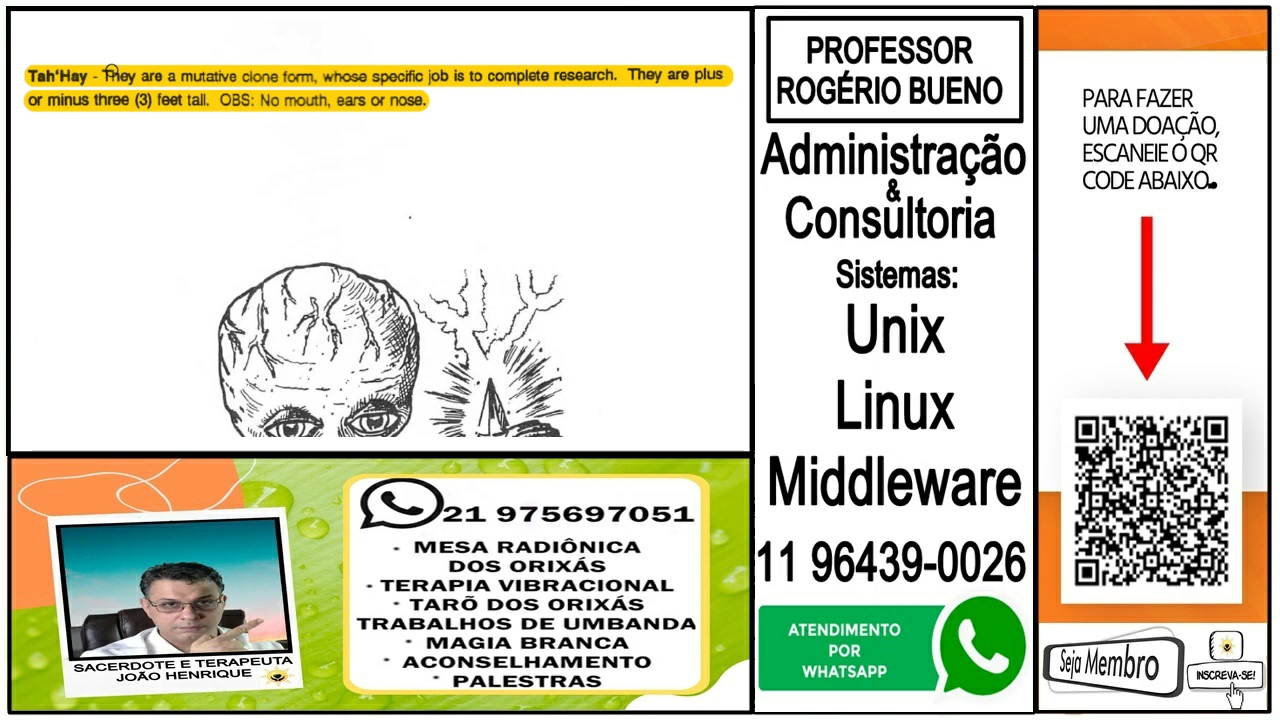 Tah'Hay - They are a mutative clone form, whose specific job is to complete research. They are plus
or minus three (3) feet tall. OBS: No mouth, ears or nose.
PROFESSOR
ROGÉRIO BUENO
Administração
&
Consultoria
Sistemas:
Unix
Linux
Middleware
11 96439-0026
ATENDIMENTO
POR
WHATSAPP
PARA FAZER
UMA DOAÇÃO,
ESCANEIE O QR
CODE ABAIXO.
Seja Membro
INSCREVA-SE!
SACERDOTE E TERAPEUTA
JOÃO HENRIQUE
21 975697051
· MESA RADIÔNICA
DOS ORIXÁS
· TERAPIA VIBRACIONAL
· TARÕ DOS ORIXÁS
TRABALHOS DE UMBANDA
· MAGIA BRANCA
· ACONSELHAMENTO
· PALESTRAS